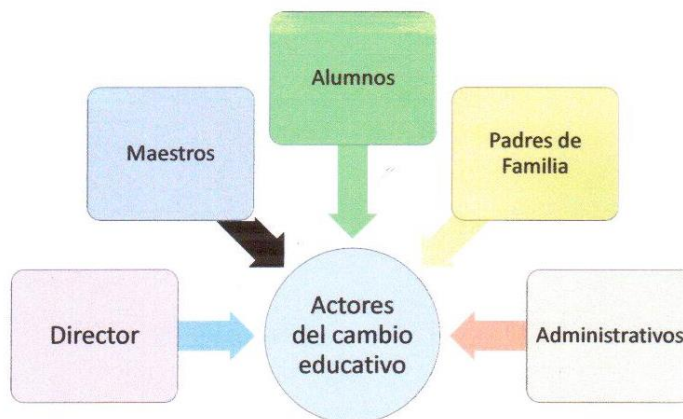 Alumnos
Maestros
Padres de
Familia
Director
Actores
del cambio
educativo
Administrativos